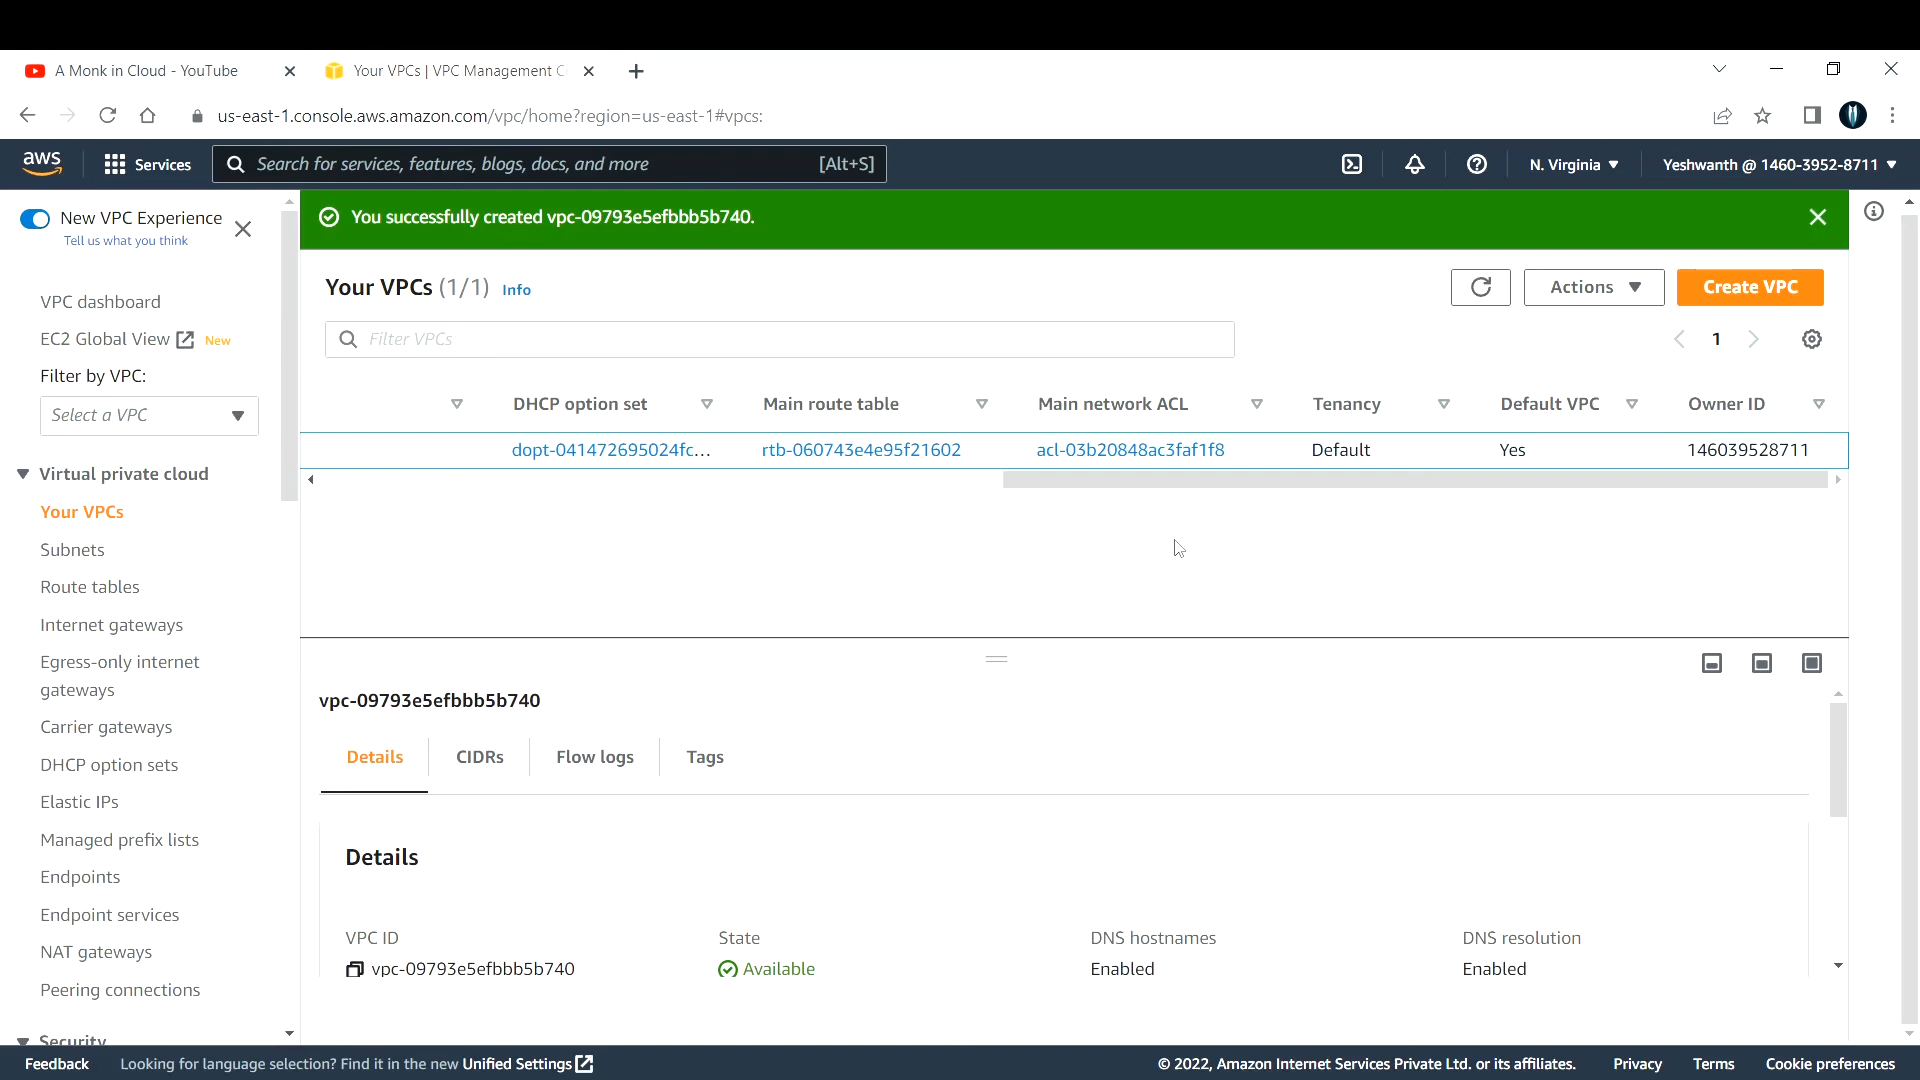 A Monk in Cloud - YouTube
Your VPCs | VPC Management C
us-east-1.console.aws.amazon.com/vpc/home?region=us-east-1#vpcs:
aws
Services
Search for services, features, blogs, docs, and more
[Alt+S]
N. Virginia
Yeshwanth @ 1460-3952-8711
New VPC Experience
Tell us what you think
VPC dashboard
EC2 Global View
New
Filter by VPC:
Select a VPC
Virtual private cloud
Your VPCs
Subnets
Route tables
Internet gateways
Egress-only internet
gateways
Carrier gateways
DHCP option sets
Elastic IPs
Managed prefix lists
Endpoints
Endpoint services
NAT gateways
Peering connections
Security
You successfully created vpc-09793e5efbbb5b740.
Your VPCs (1/1) Info
Actions
Create VPC
Filter VPCs
1
DHCP option set
Main route table
Main network ACL
Tenancy
Default VPC
Owner ID
dopt-041472695024fc...
rtb-060743e4e95f21602
acl-03b20848ac3faf1f8
Default
Yes
146039528711
vpc-09793e5efbbb5b740
Details
CIDRs
Flow logs
Tags
Details
VPC ID
State
DNS hostnames
DNS resolution
vpc-09793e5efbbb5b740
Available
Enabled
Enabled
Feedback
Looking for language selection? Find it in the new Unified Settings
© 2022, Amazon Internet Services Private Ltd. or its affiliates.
Privacy
Terms
Cookie preferences